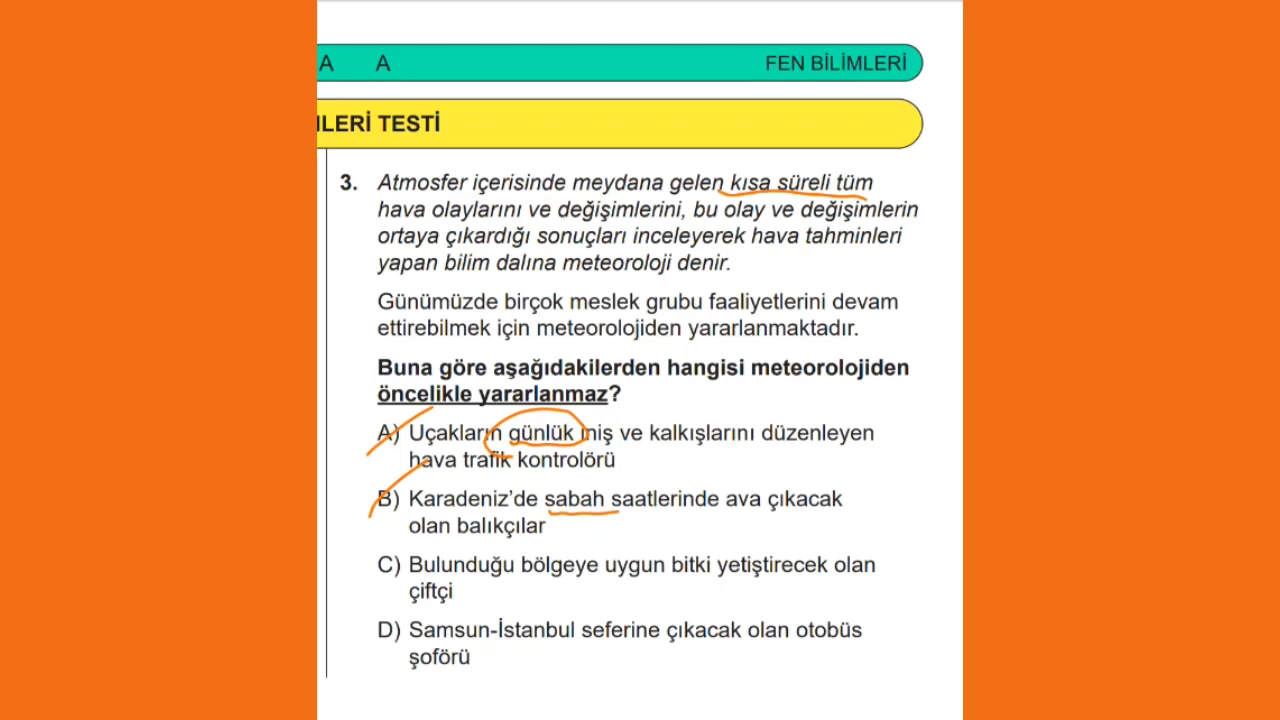 A A FEN BİLİMLERİ
İLERİ TESTİ
3. Atmosfer içerisinde meydana gelen kısa süreli tüm
hava olaylarını ve değişimlerini, bu olay ve değişimlerin
ortaya çıkardığı sonuçları inceleyerek hava tahminleri
yapan bilim dalına meteoroloji denir.
Günümüzde birçok meslek grubu faaliyetlerini devam
ettirebilmek için meteorolojiden yararlanmaktadır.
Buna göre aşağıdakilerden hangisi meteorolojiden
öncelikle yararlanmaz?
A) Uçakların günlük iniş ve kalkışlarını düzenleyen
hava trafik kontrolörü
B) Karadeniz’de sabah saatlerinde ava çıkacak
olan balıkçılar
C) Bulunduğu bölgeye uygun bitki yetiştirecek olan
çiftçi
D) Samsun-İstanbul seferine çıkacak olan otobüs
şoförü